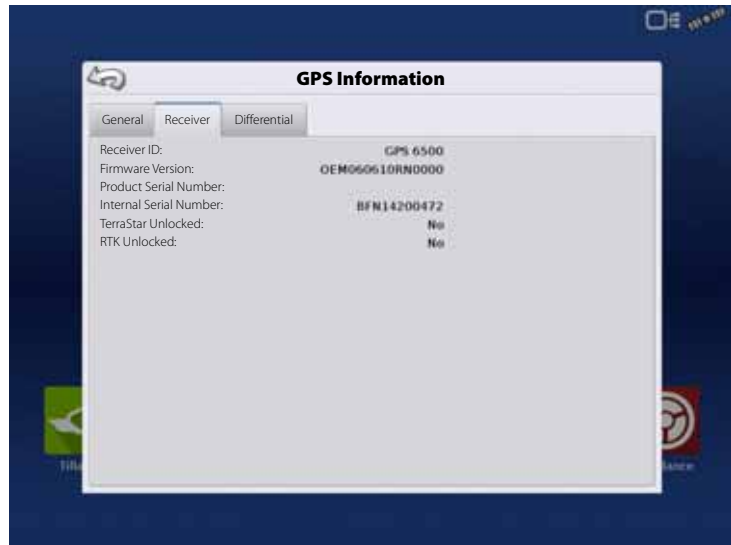 GPS Information
General Receiver Differential
Receiver ID: GPS 6500
Firmware Version: OEM060610RN0000
Product Serial Number:
Internal Serial Number: BFN14200472
TerraStar Unlocked: No
RTK Unlocked: No